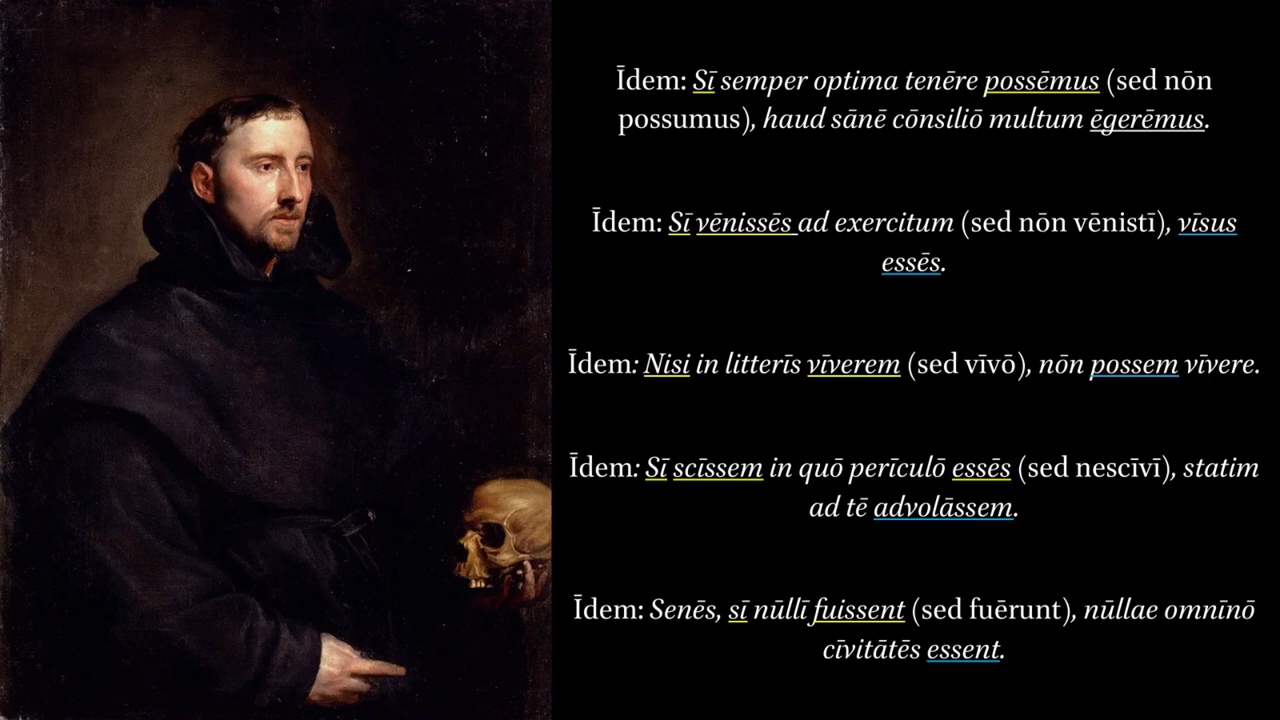 Īdem: Sī semper optima tenēre possēmus (sed nōn
possumus), haud sānē cōnsiliō multum ēgerēmus.
Īdem: Sī vēnissēs ad exercitum (sed nōn vēnistī), vīsus
essēs.
Īdem: Nisi in litterīs vīverem (sed vīvō), nōn possem vīvere.
Īdem: Sī scīssem in quō perīculō essēs (sed nescīvī), statim
ad tē advolāssem.
Īdem: Senēs, sī nūllī fuissent (sed fuērunt), nūllae omnīnō
cīvitātēs essent.